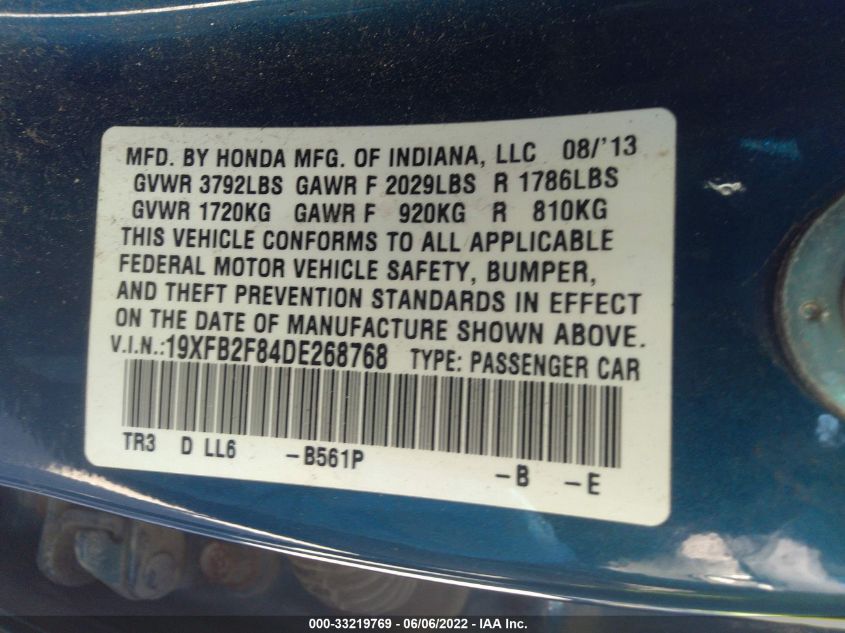 MFD. BY HONDA MFG. OF INDIANA, LLC 08/'13
GVWR 3792LBS GAWR F 2029LBS R 1786LBS
GVWR 1720KG GAWR F 920KG R 810KG
THIS VEHICLE CONFORMS TO ALL APPLICABLE
FEDERAL MOTOR VEHICLE SAFETY, BUMPER,
AND THEFT PREVENTION STANDARDS IN EFFECT
ON THE DATE OF MANUFACTURE SHOWN ABOVE.
V.I.N.:19XFB2F84DE268768 TYPE: PASSENGER CAR
TR3 D LL6 -B561P -B -E
000-33219769 - 06/06/2022 - IAA Inc.